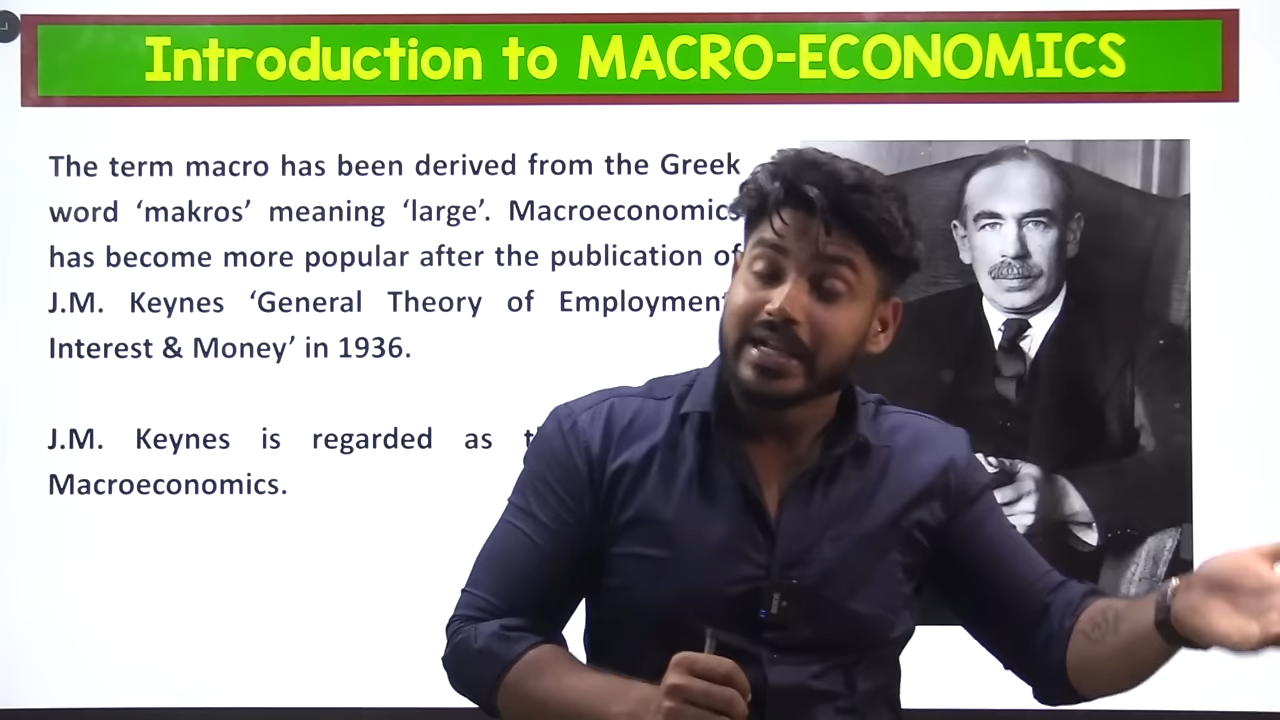 Introduction to MACRO-ECONOMICS
The term macro has been derived from the Greek
word ‘makros’ meaning ‘large’. Macroeconomics
has become more popular after the publication of
J.M. Keynes ‘General Theory of Employment
Interest & Money’ in 1936.
J.M. Keynes is regarded as
Macroeconomics.